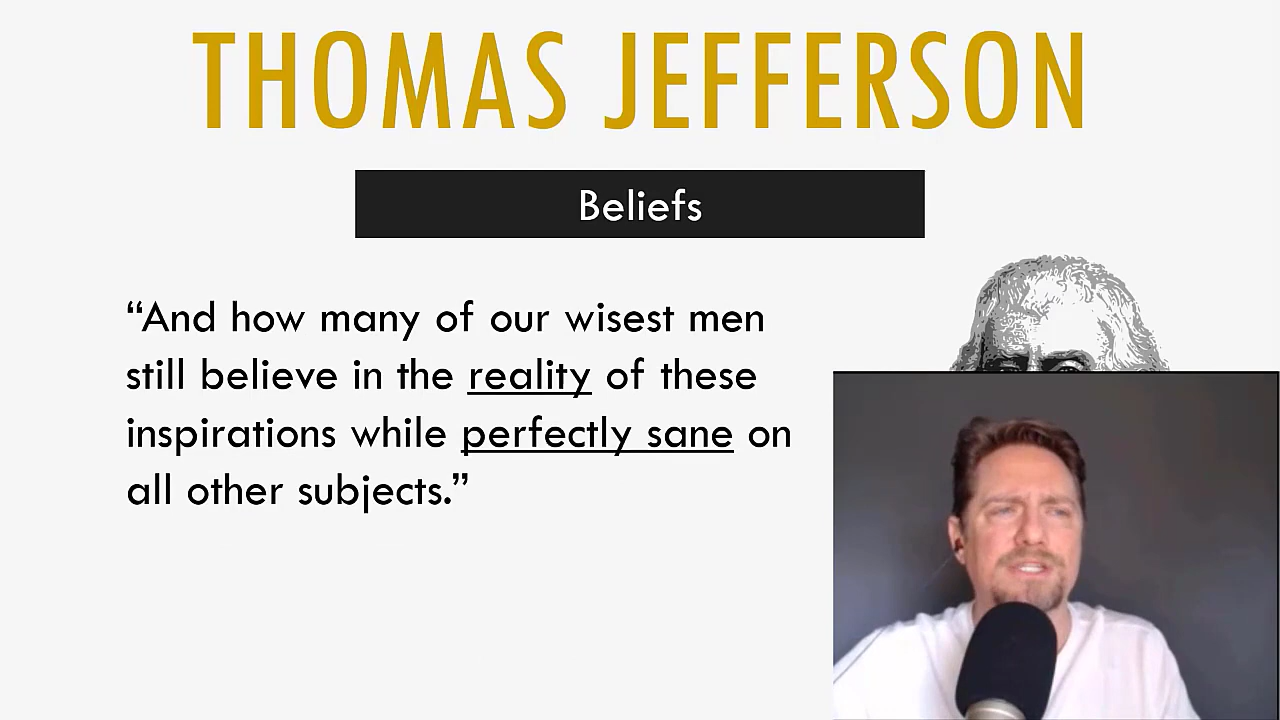 THOMAS JEFFERSON
Beliefs
“And how many of our wisest men
still believe in the reality of these
inspirations while perfectly sane on
all other subjects.”